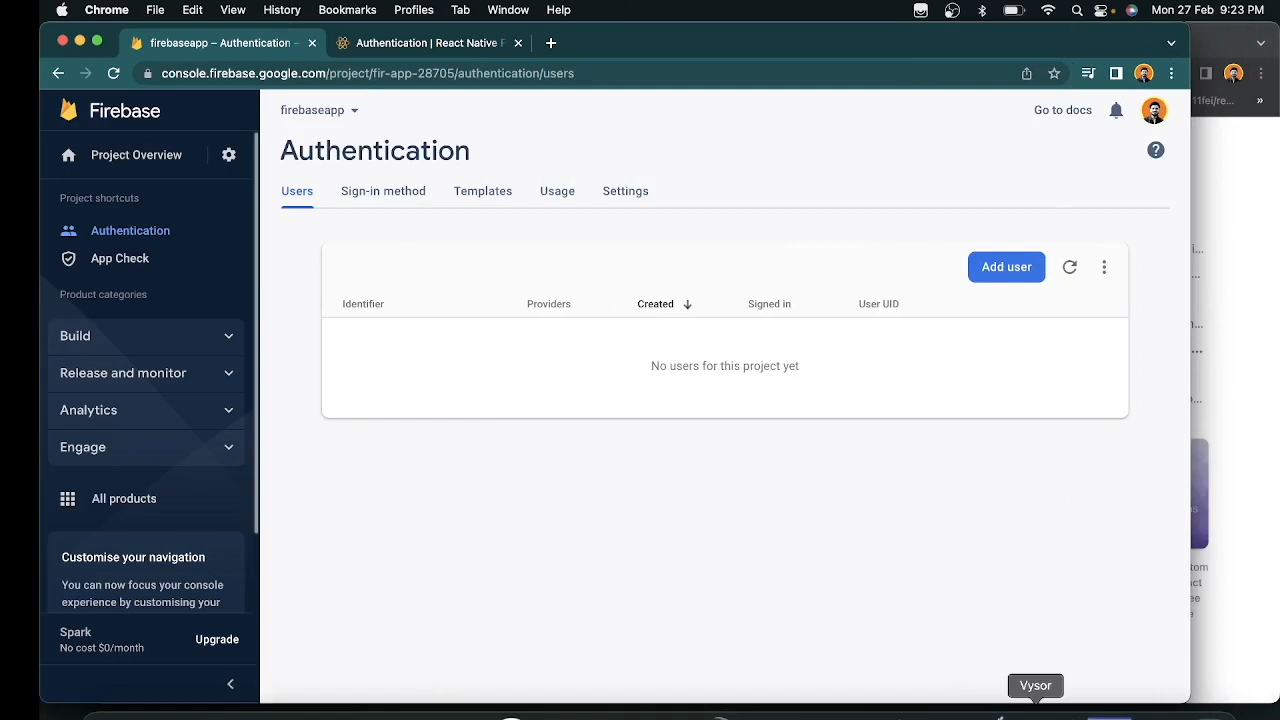 Chrome File Edit View History Bookmarks Profiles Tab Window Help Mon 27 Feb 9:23 PM
firebaseapp – Authentication – Authentication | React Native F
console.firebase.google.com/project/fir-app-28705/authentication/users
11fei/re...
Firebase
firebaseapp
Go to docs
Authentication
Project Overview
Users Sign-in method Templates Usage Settings
Project shortcuts
Authentication
App Check
Product categories
Build
Release and monitor
Analytics
Engage
All products
Customise your navigation
You can now focus your console
experience by customising your
Spark
No cost $0/month
Upgrade
Add user
Identifier Providers Created Signed in User UID
No users for this project yet
Vysor